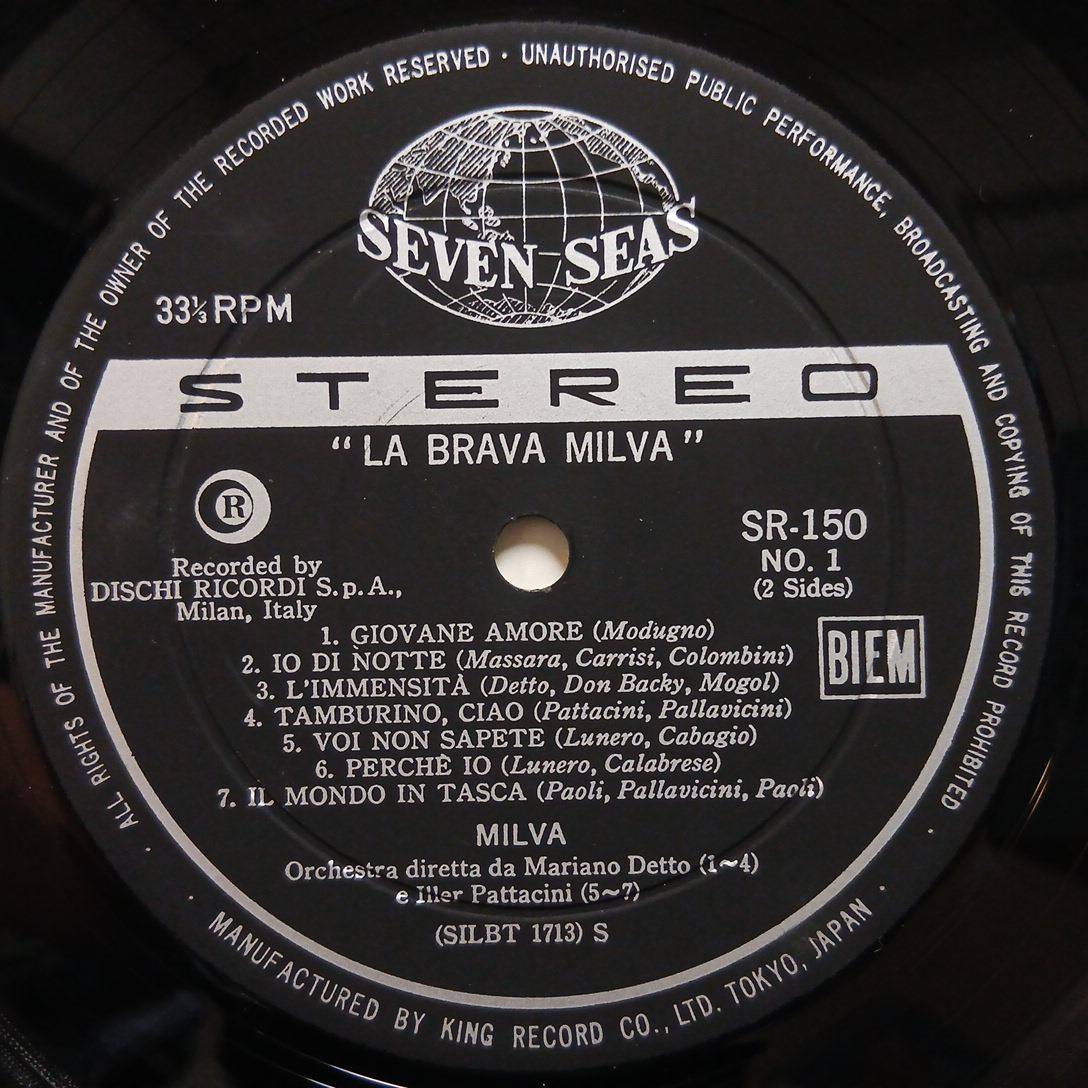 ALL RIGHTS OF THE MANUFACTURER AND OF THE OWNER OF THE RECORDED WORK RESERVED · UNAUTHORISED PUBLIC PERFORMANCE, BROADCASTING AND COPYING OF THIS RECORD PROHIBITED ·
SEVEN SEAS
33⅓ RPM
STEREO
“LA BRAVA MILVA”
R
SR-150
NO. 1
(2 Sides)
Recorded by
DISCHI RICORDI S.p.A.,
Milan, Italy
BIEM
1. GIOVANE AMORE (Modugno)
2. IO DI NOTTE (Massara, Carrisi, Colombini)
3. L'IMMENSITÀ (Detto, Don Backy, Mogol)
4. TAMBURINO, CIAO (Pattacini, Pallavicini)
5. VOI NON SAPETE (Lunero, Cabagio)
6. PERCHÈ IO (Lunero, Calabrese)
7. IL MONDO IN TASCA (Paoli, Pallavicini, Paoli)
MILVA
Orchestra diretta da Mariano Detto (1~4)
e Iller Pattacini (5~7)
(SILBT 1713) S
· MANUFACTURED BY KING RECORD CO., LTD. TOKYO, JAPAN ·